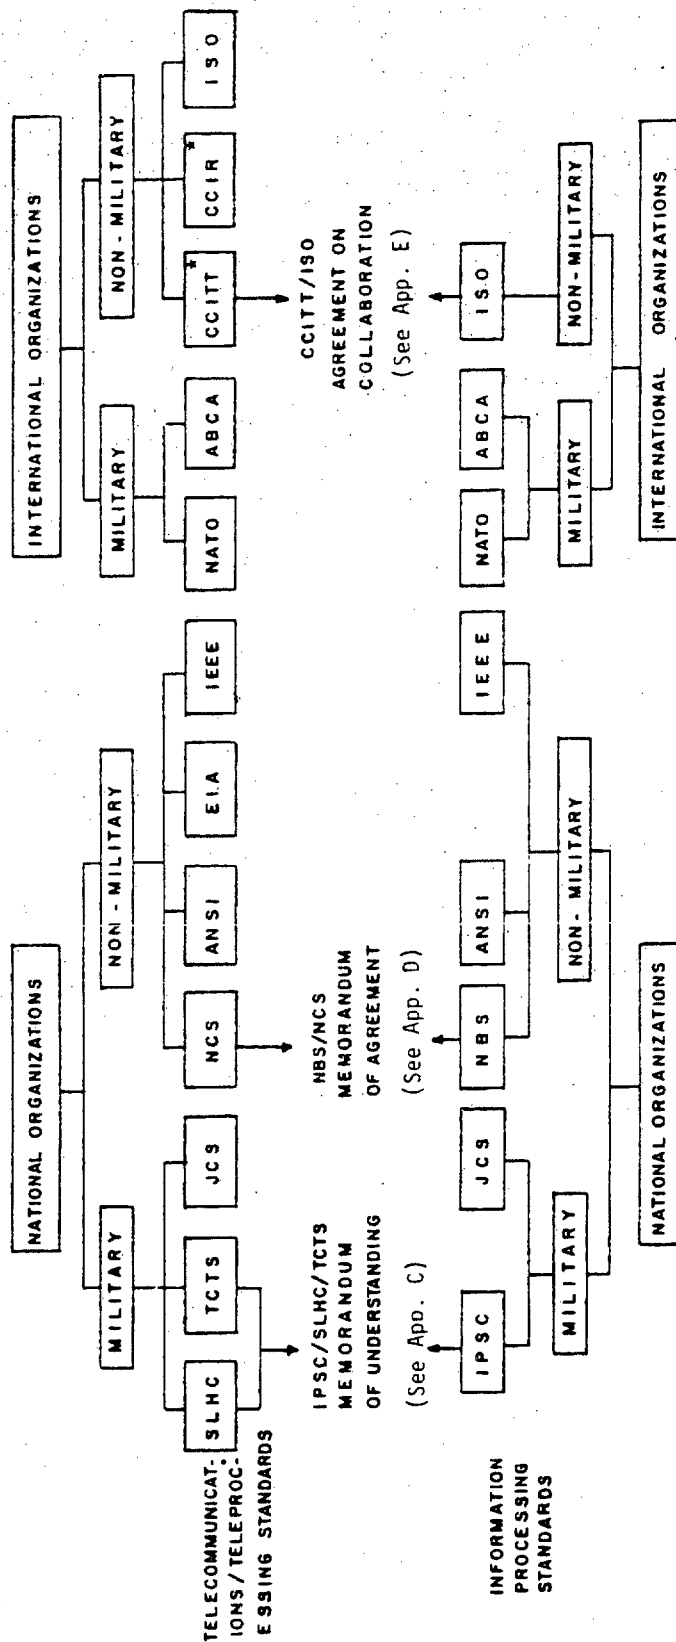 NATIONAL ORGANIZATIONS
INTERNATIONAL ORGANIZATIONS
MILITARY
NON-MILITARY
MILITARY
NON-MILITARY
SLHC
TCTS
JCS
NCS
ANSI
EIA
IEEE
NATO
ABCA
CCITT*
CCIR*
ISO
TELECOMMUNICAT-
IONS/TELEPROC-
ESSING STANDARDS
IPSC/SLHC/TCTS
MEMORANDUM
OF UNDERSTANDING
(See App. C)
NBS/NCS
MEMORANDUM
OF AGREEMENT
(See App. D)
CCITT/ISO
AGREEMENT ON
COLLABORATION
(See App. E)
INFORMATION
PROCESSING
STANDARDS
IPSC
JCS
NBS
ANSI
IEEE
NATO
ABCA
ISO
MILITARY
NON-MILITARY
MILITARY
NON-MILITARY
NATIONAL ORGANIZATIONS
INTERNATIONAL ORGANIZATIONS